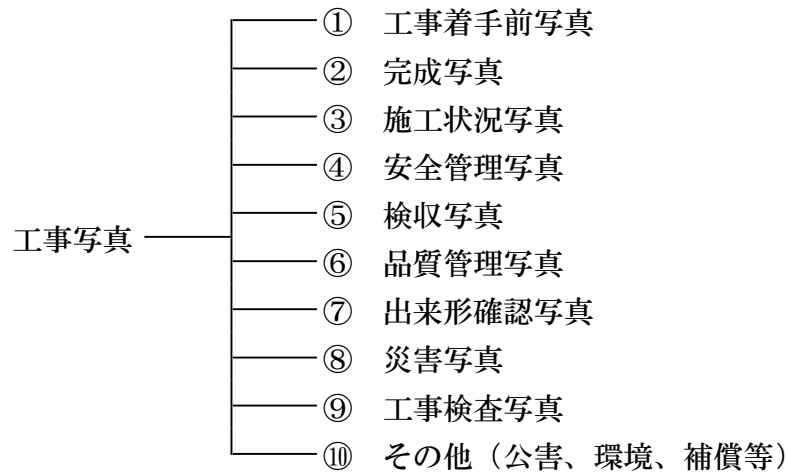 ① 工事着手前写真
② 完成写真
③ 施工状況写真
④ 安全管理写真
工事写真
⑤ 検収写真
⑥ 品質管理写真
⑦ 出来形確認写真
⑧ 災害写真
⑨ 工事検査写真
⑩ その他（公害、環境、補償等）